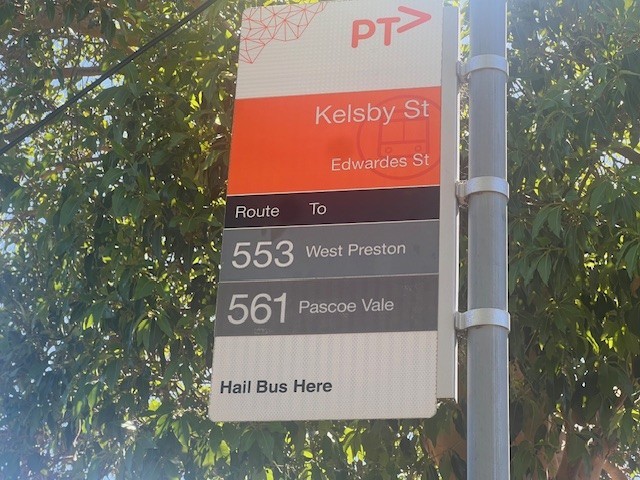 PT>
Kelsby St
Edwardes St
Route To
553 West Preston
561 Pascoe Vale
Hail Bus Here